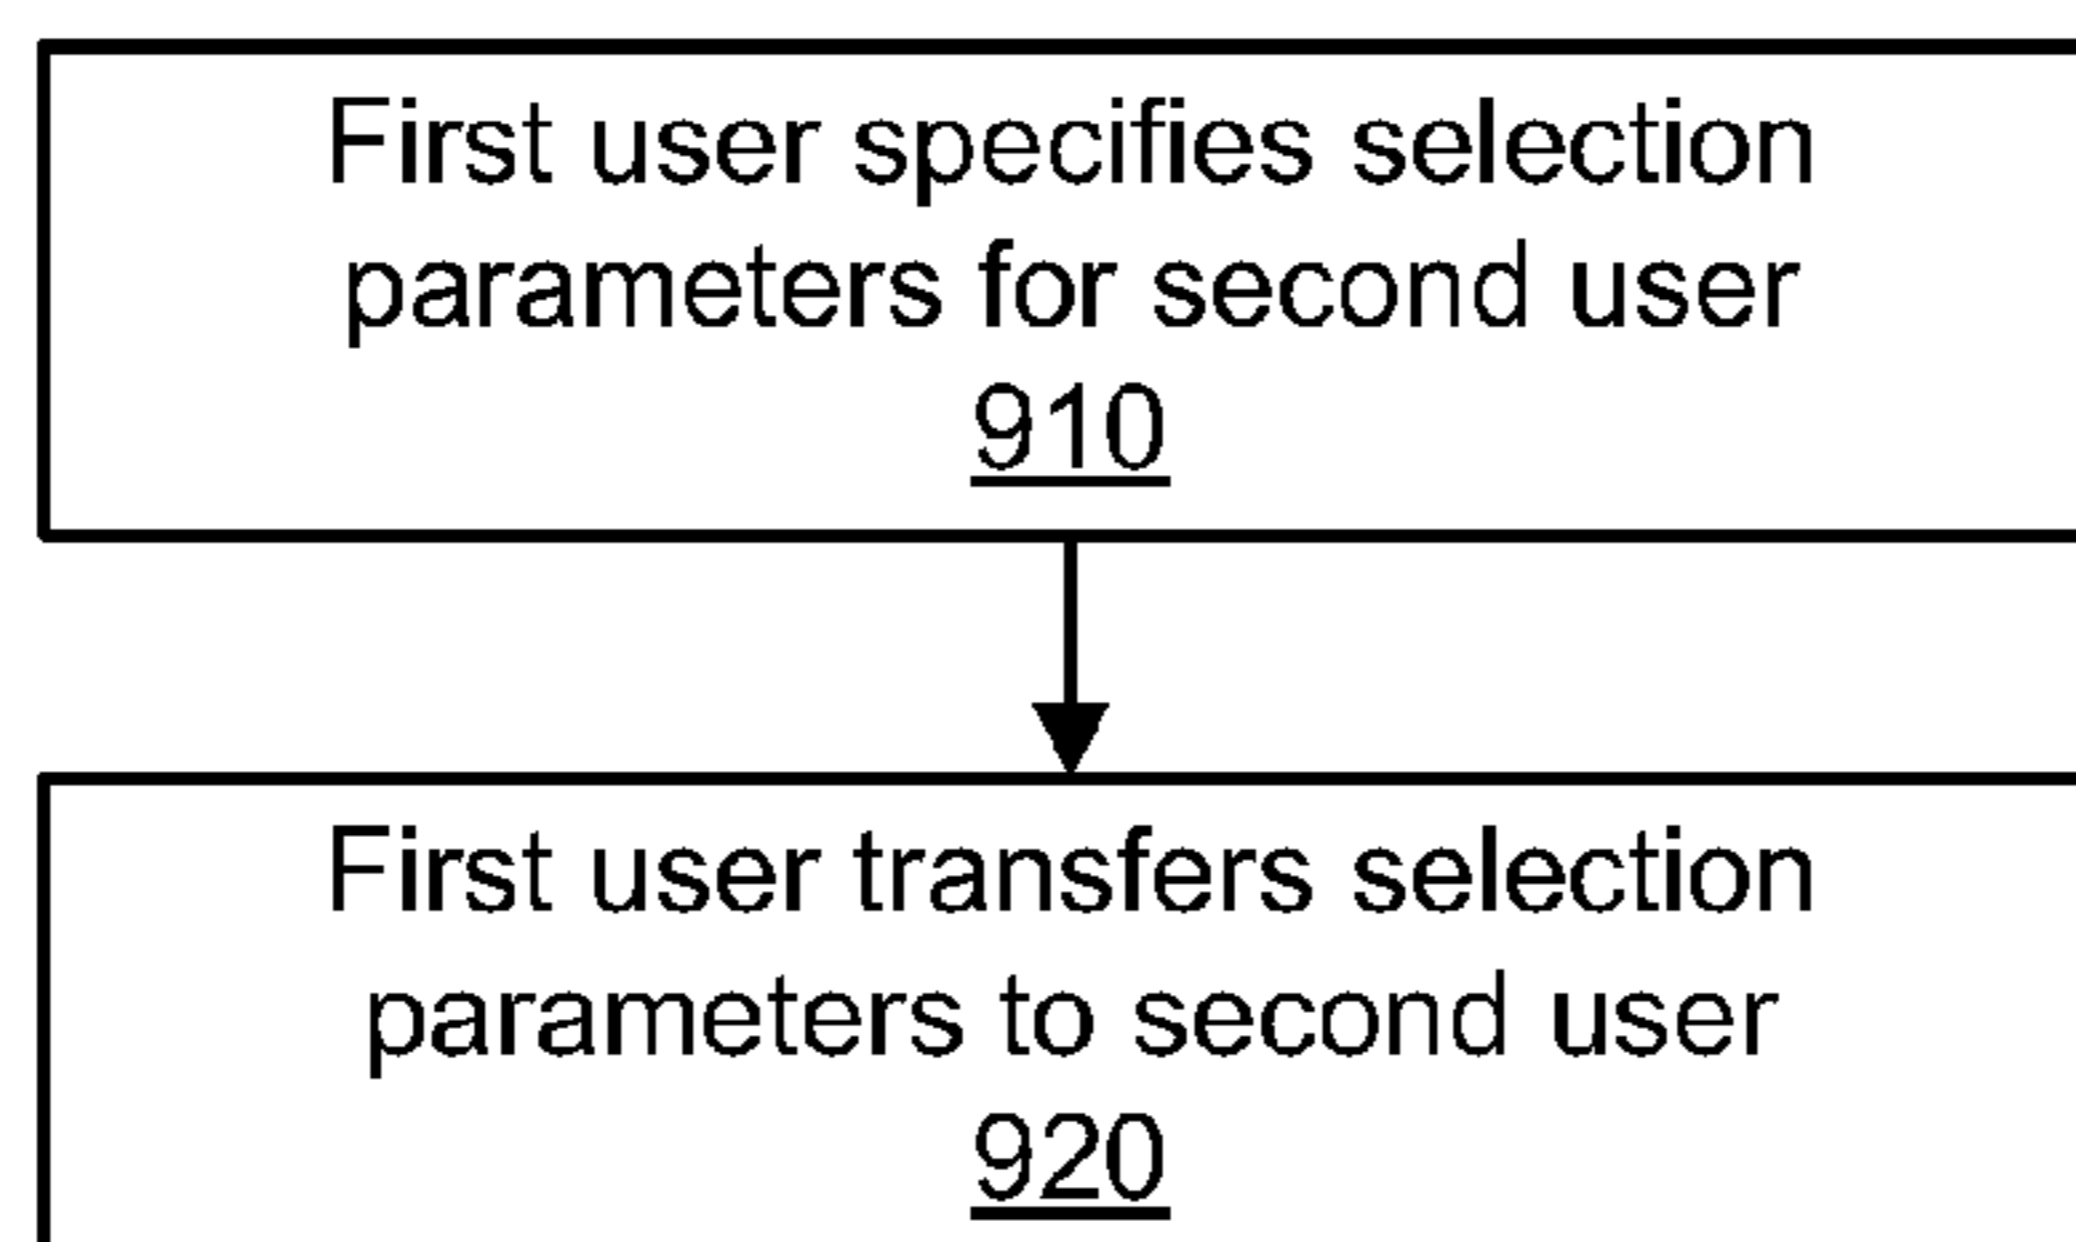 First user specifies selection
parameters for second user
910
First user transfers selection
parameters to second user
920